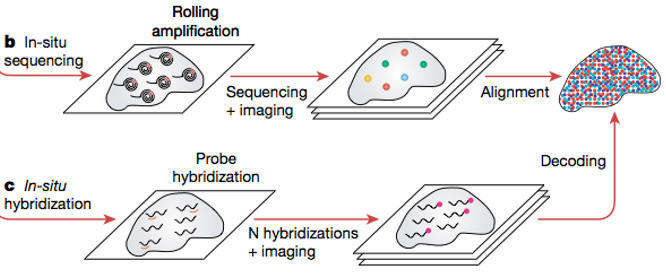 Rolling
amplification
b In-situ
sequencing
Sequencing
+ imaging
Alignment
Decoding
Probe
hybridization
c In-situ
hybridization
N hybridizations
+ imaging